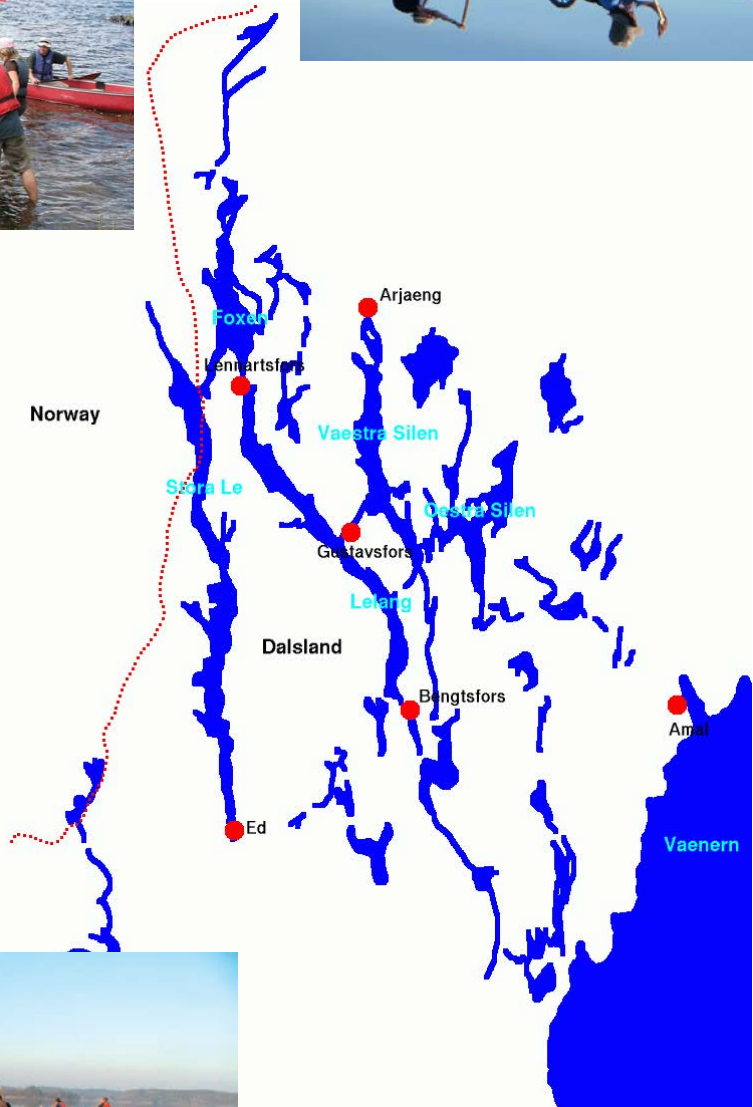 Arjaeng
Foxen
Lennartsfors
Norway
Vaestra Silen
Stora Le
Oestra Silen
Gustavsfors
Lelang
Dalsland
Bengtsfors
Amal
Ed
Vaenern